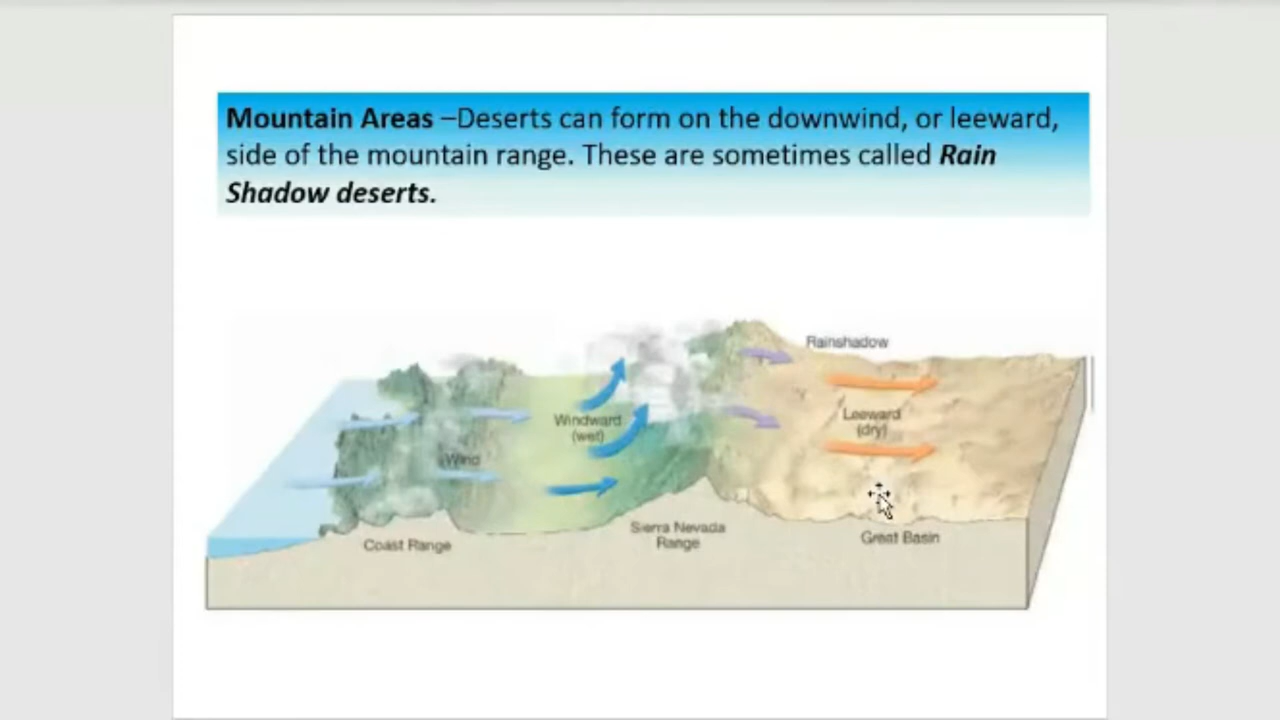 Mountain Areas –Deserts can form on the downwind, or leeward,
side of the mountain range. These are sometimes called Rain
Shadow deserts.
Rainshadow
Windward
(wet)
Leeward
(dry)
Wind
Sierra Nevada
Range
Coast Range
Great Basin